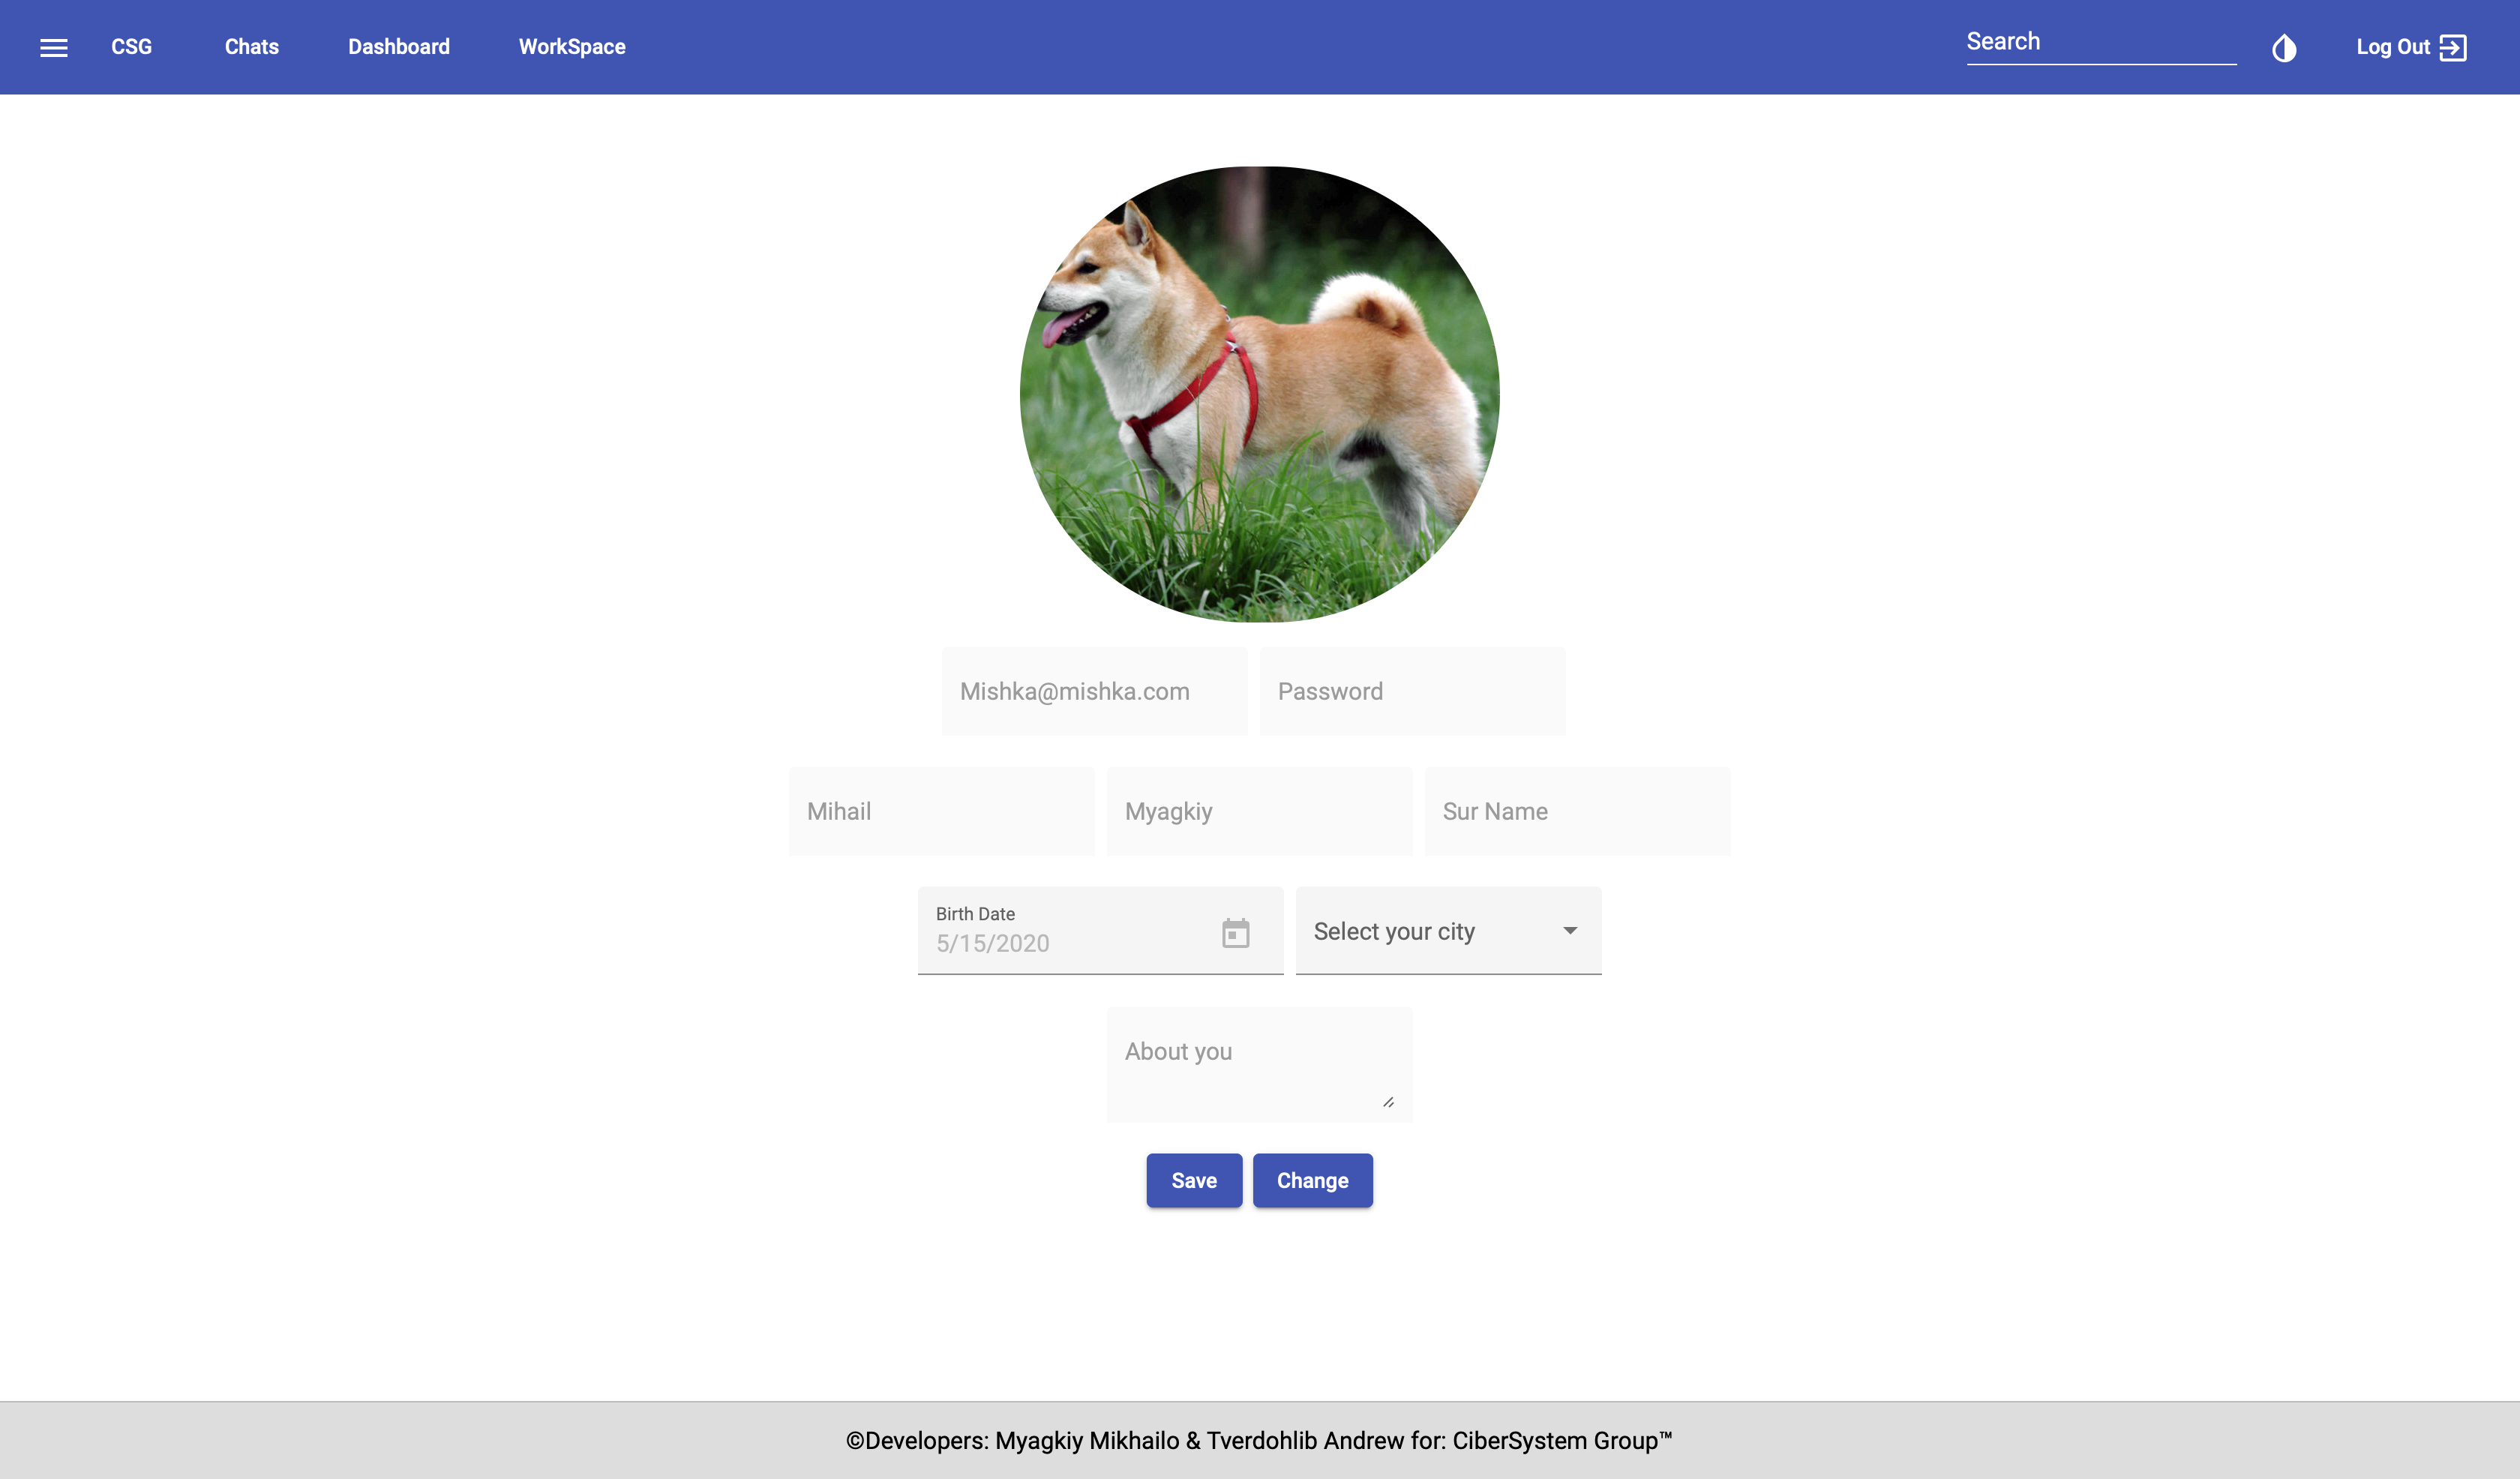 CSG Chats Dashboard WorkSpace Search Log Out
Mishka@mishka.com Password
Mihail Myagkiy Sur Name
Birth Date
5/15/2020
Select your city
About you
Save Change
©Developers: Myagkiy Mikhailo & Tverdohlib Andrew for: CiberSystem Group™